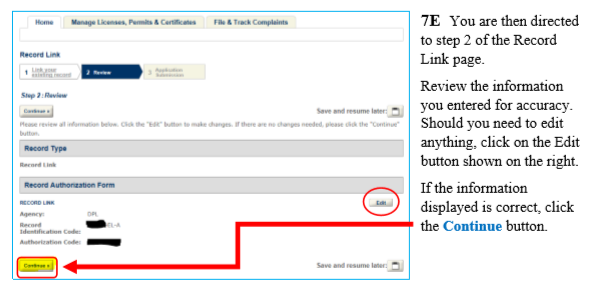 Home Manage Licenses, Permits & Certificates File & Track Complaints
Record Link
1 Link your existing record 2 Review 3 Application Submission
Step 2: Review
Continue »
Save and resume later:
Please review all information below. Click the "Edit" button to make changes. If there are no changes needed, please click the "Continue"
button.
Record Type
Record Link
Record Authorization Form
RECORD LINK
Edit
Agency: DPL
Record
Identification Code: EL-A
Authorization Code:
Continue »
Save and resume later:
7E You are then directed
to step 2 of the Record
Link page.
Review the information
you entered for accuracy.
Should you need to edit
anything, click on the Edit
button shown on the right.
If the information
displayed is correct, click
the Continue button.